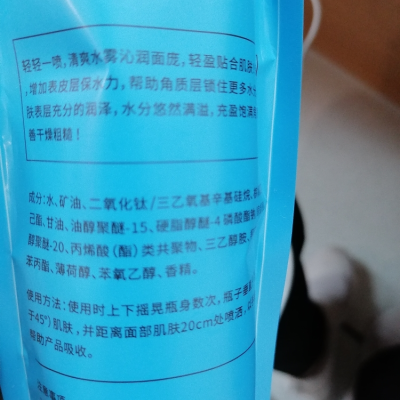 轻轻一喷，清爽水雾沁润面庞，轻盈贴合肌肤
，增加表皮层保水力，帮助角质层锁住更多水分
肤表层充分的润泽，水分悠然满溢，充盈饱满
善干燥粗糙！
成分：水、矿油、二氧化钛/三乙氧基辛基硅烷、
己酯、甘油、油醇聚醚-15、硬脂醇醚-4 磷酸酯
醇聚醚-20、丙烯酸（酯）类共聚物、三乙醇胺、
苯丙酯、薄荷醇、苯氧乙醇、香精。
使用方法：使用时上下摇晃瓶身数次，瓶子
于45°）肌肤，并距离面部肌肤20cm处喷洒，
帮助产品吸收。
注意事项